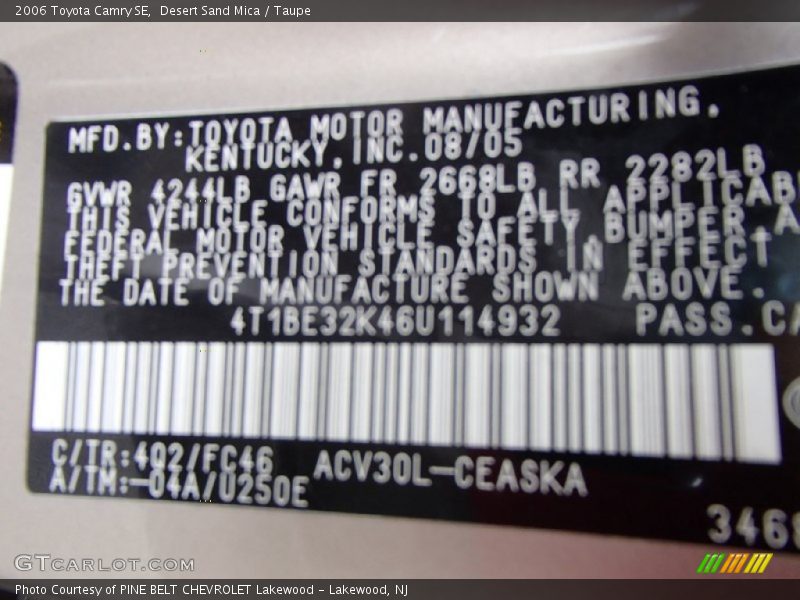 2006 Toyota Camry SE, Desert Sand Mica / Taupe
MFD.BY:TOYOTA MOTOR MANUFACTURING.
KENTUCKY,INC.08/05
GVWR 4244LB GAWR FR 2668LB RR 2282LB
THIS VEHICLE CONFORMS TO ALL APPLICAB
FEDERAL MOTOR VEHICLE SAFETY,BUMPER,A
THEFT PREVENTION STANDARDS IN EFFECT
THE DATE OF MANUFACTURE SHOWN ABOVE.
4T1BE32K46U114932 PASS.CA
C/TR:4Q2/FC46 ACV30L-CEASKA
A/TM:-04A/U250E
346
GTCARLOT.COM
Photo Courtesy of PINE BELT CHEVROLET Lakewood - Lakewood, NJ